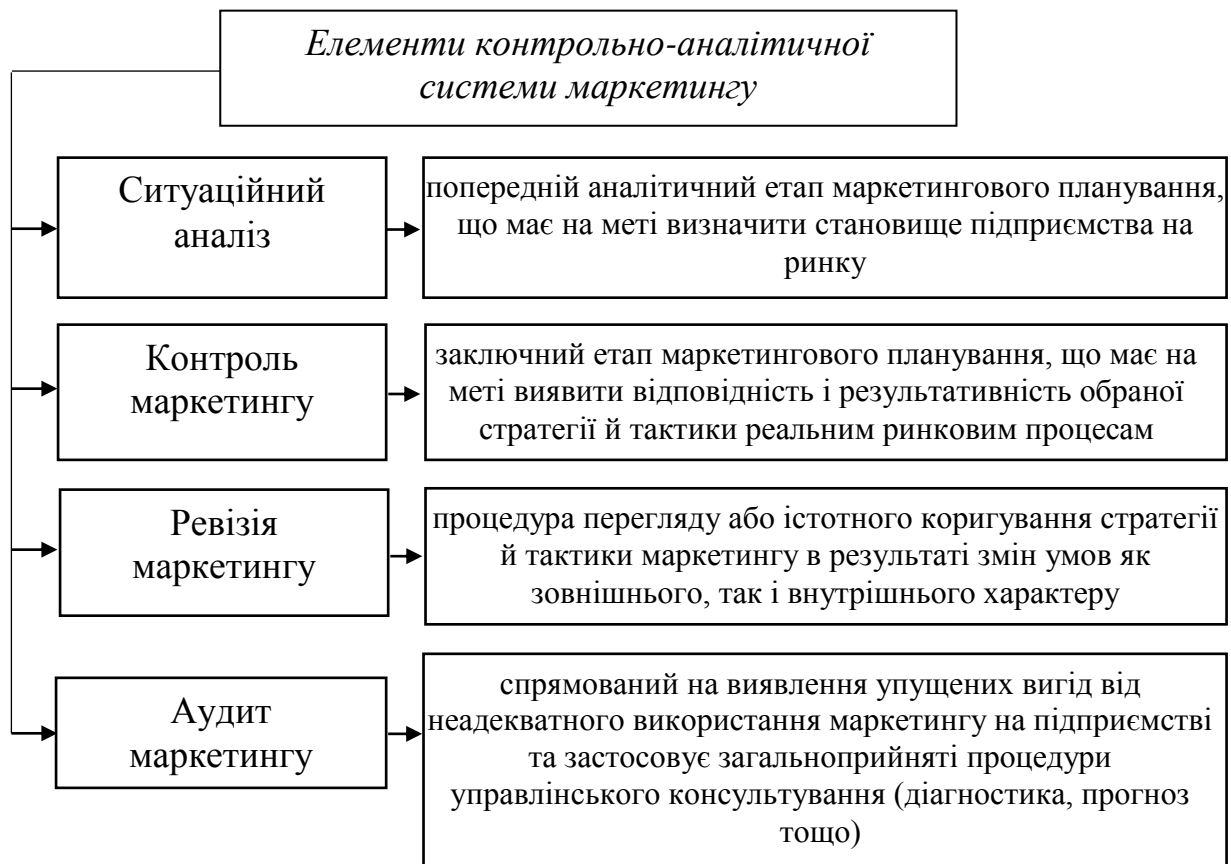 Елементи контрольно-аналітичної
системи маркетингу
Ситуаційний
аналіз
попередній аналітичний етап маркетингового планування,
що має на меті визначити становище підприємства на
ринку
Контроль
маркетингу
заключний етап маркетингового планування, що має на
меті виявити відповідність і результативність обраної
стратегії й тактики реальним ринковим процесам
Ревізія
маркетингу
процедура перегляду або істотного коригування стратегії
й тактики маркетингу в результаті змін умов як
зовнішнього, так і внутрішнього характеру
Аудит
маркетингу
спрямований на виявлення упущених вигід від
неадекватного використання маркетингу на підприємстві
та застосовує загальноприйняті процедури
управлінського консультування (діагностика, прогноз
тощо)